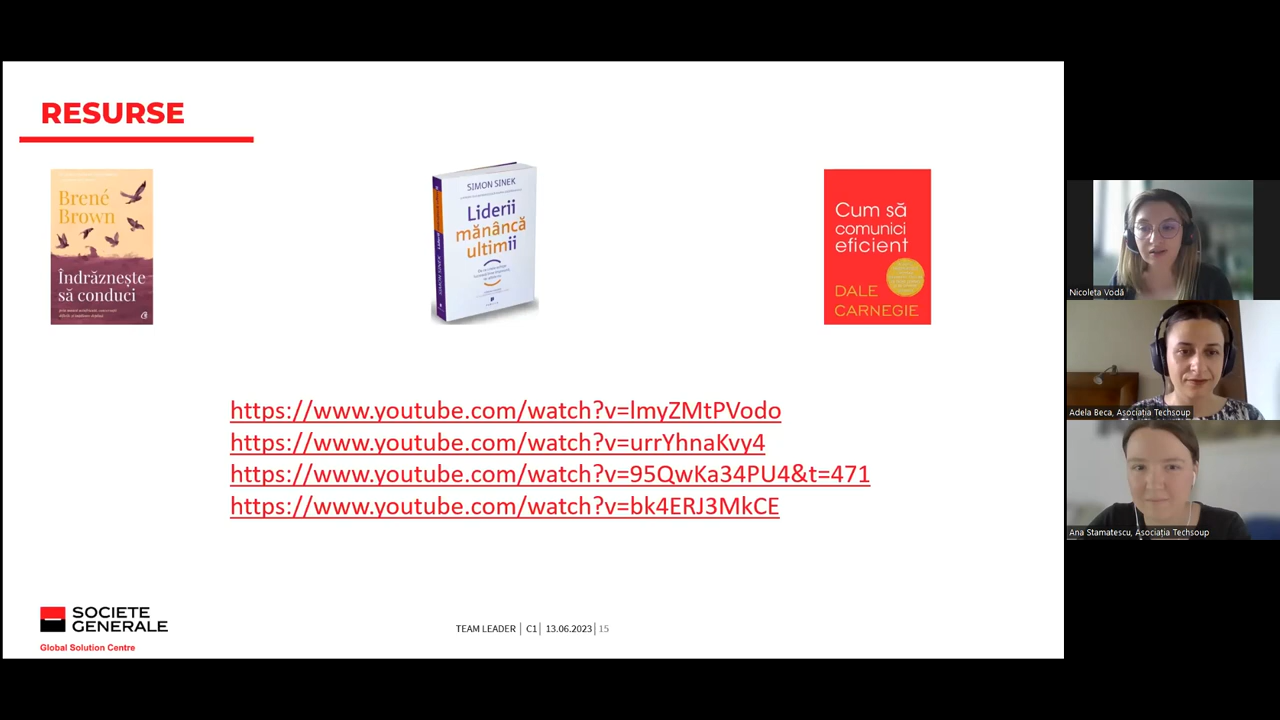 RESURSE
Brené
Brown
Îndrăznește
să conduci
SIMON SINEK
Liderii
mănâncă
ultimii
SIMON SINEK
Cum să
comunici
eficient
DALE
CARNEGIE
https://www.youtube.com/watch?v=lmyZMtPVodo
https://www.youtube.com/watch?v=urrYhnaKvy4
https://www.youtube.com/watch?v=95QwKa34PU4&t=471
https://www.youtube.com/watch?v=bk4ERJ3MkCE
SOCIETE
GENERALE
Global Solution Centre
TEAM LEADER | C1 | 13.06.2023 | 15
Nicoleta Vodă
Adela Beca, Asociația Techsoup
Ana Stamatescu, Asociația Techsoup